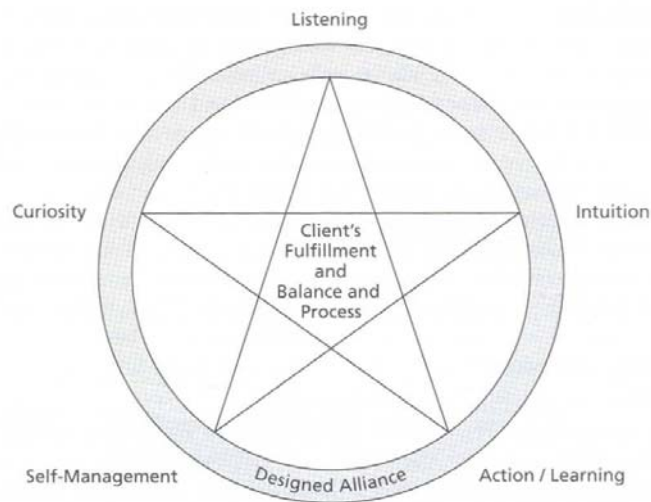 Listening
Curiosity
Intuition
Client's
Fulfillment
and
Balance and
Process
Self-Management
Designed Alliance
Action / Learning